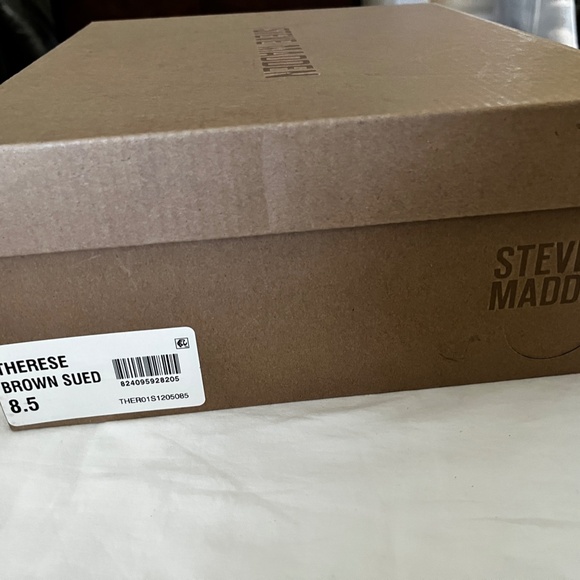 STEVE MADDEN
STEVE
MADD
THERESE
BROWN SUED
8.5
824095928205
THER01S1205085